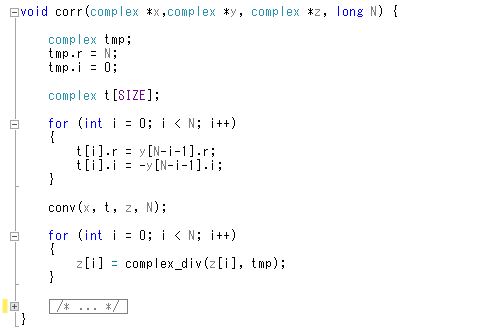 void corr(complex *x,complex *y, complex *z, long N) {
complex tmp;
tmp.r = N;
tmp.i = 0;
complex t[SIZE];
for (int i = 0; i < N; i++)
{
t[i].r = y[N-i-1].r;
t[i].i = -y[N-i-1].i;
}
conv(x, t, z, N);
for (int i = 0; i < N; i++)
{
z[i] = complex_div(z[i], tmp);
}
/* ... */
}